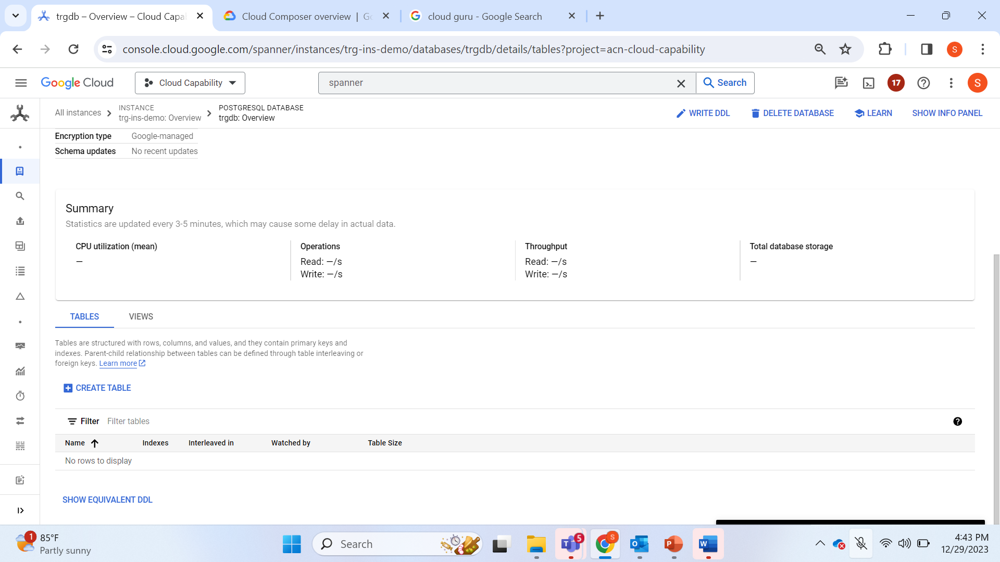 trgdb – Overview – Cloud Capa
Cloud Composer overview | Go
cloud guru - Google Search
console.cloud.google.com/spanner/instances/trg-ins-demo/databases/trgdb/details/tables?project=acn-cloud-capability
S
Google Cloud
Cloud Capability
spanner
Search
17
S
All instances
INSTANCE
trg-ins-demo: Overview
POSTGRESQL DATABASE
trgdb: Overview
WRITE DDL
DELETE DATABASE
LEARN
SHOW INFO PANEL
Encryption type Google-managed
Schema updates No recent updates
Summary
Statistics are updated every 3-5 minutes, which may cause some delay in actual data.
CPU utilization (mean)
—
Operations
Read: —/s
Write: —/s
Throughput
Read: —/s
Write: —/s
Total database storage
—
TABLES VIEWS
Tables are structured with rows, columns, and values, and they contain primary keys and
indexes. Parent-child relationship between tables can be defined through table interleaving or
foreign keys. Learn more
CREATE TABLE
Filter Filter tables
Name Indexes Interleaved in Watched by Table Size
No rows to display
SHOW EQUIVALENT DDL
1
85°F
Partly sunny
Search
T
5
S
O
P
W
4:43 PM
12/29/2023